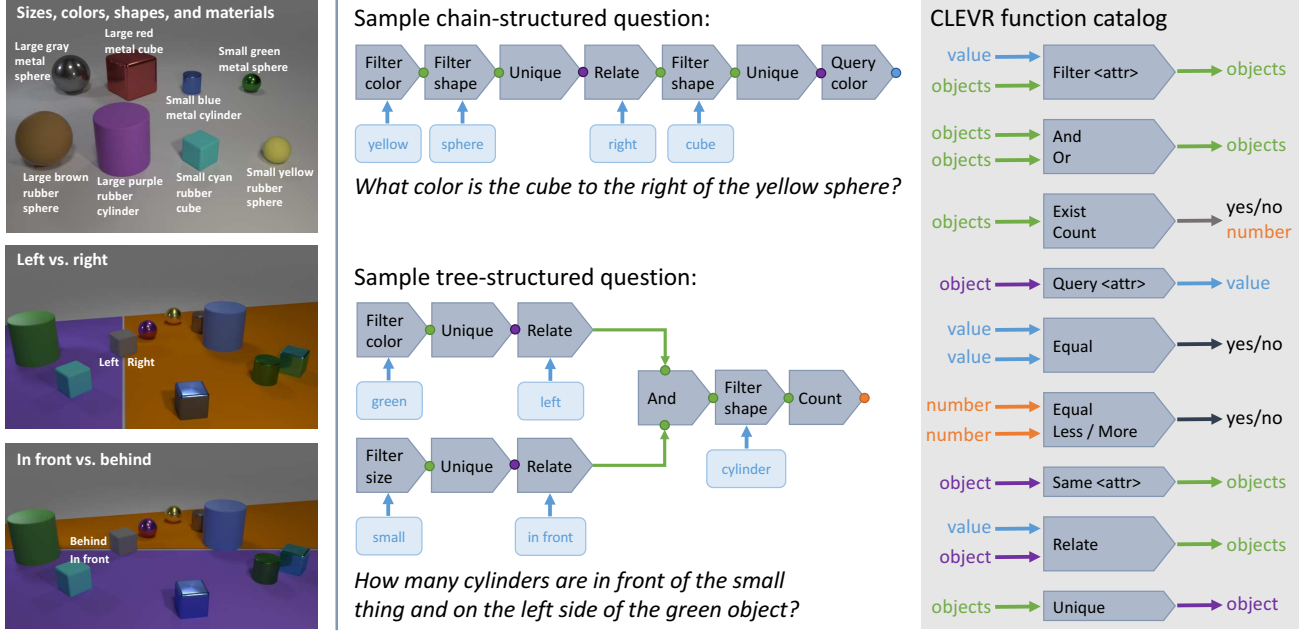 Sizes, colors, shapes, and materials
Large gray
metal
sphere
Large red
metal cube
Small green
metal sphere
Small blue
metal cylinder
Large brown
rubber
sphere
Large purple
rubber
cylinder
Small cyan
rubber
cube
Small yellow
rubber
sphere
Left vs. right
Left Right
In front vs. behind
Behind
In front
Sample chain-structured question:
Filter
color
Filter
shape
Unique
Relate
Filter
shape
Unique
Query
color
yellow
sphere
right
cube
What color is the cube to the right of the yellow sphere?
Sample tree-structured question:
Filter
color
Unique
Relate
green
left
And
Filter
shape
Count
cylinder
Filter
size
Unique
Relate
small
in front
How many cylinders are in front of the small
thing and on the left side of the green object?
CLEVR function catalog
value
objects
Filter <attr>
objects
objects
objects
And
Or
objects
objects
Exist
Count
yes/no
number
object
Query <attr>
value
value
value
Equal
yes/no
number
number
Equal
Less / More
yes/no
object
Same <attr>
objects
value
object
Relate
objects
objects
Unique
object